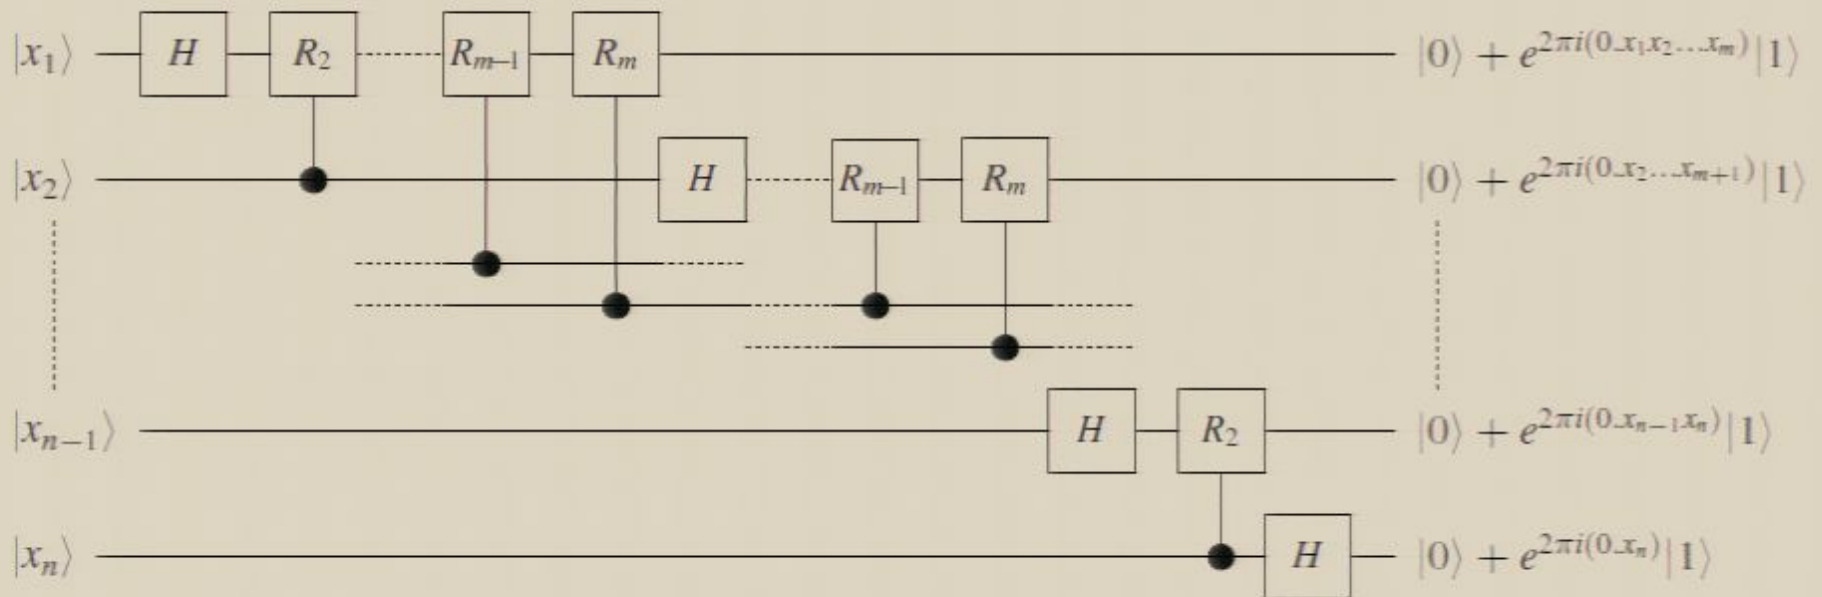 |x₁⟩ H R₂ Rₘ₋₁ Rₘ |0⟩ + e^{2πi(0.x₁x₂…xₘ)}|1⟩
|x₂⟩ H Rₘ₋₁ Rₘ |0⟩ + e^{2πi(0.x₂…xₘ₊₁)}|1⟩
|xₙ₋₁⟩ H R₂ |0⟩ + e^{2πi(0.xₙ₋₁xₙ)}|1⟩
|xₙ⟩ H |0⟩ + e^{2πi(0.xₙ)}|1⟩